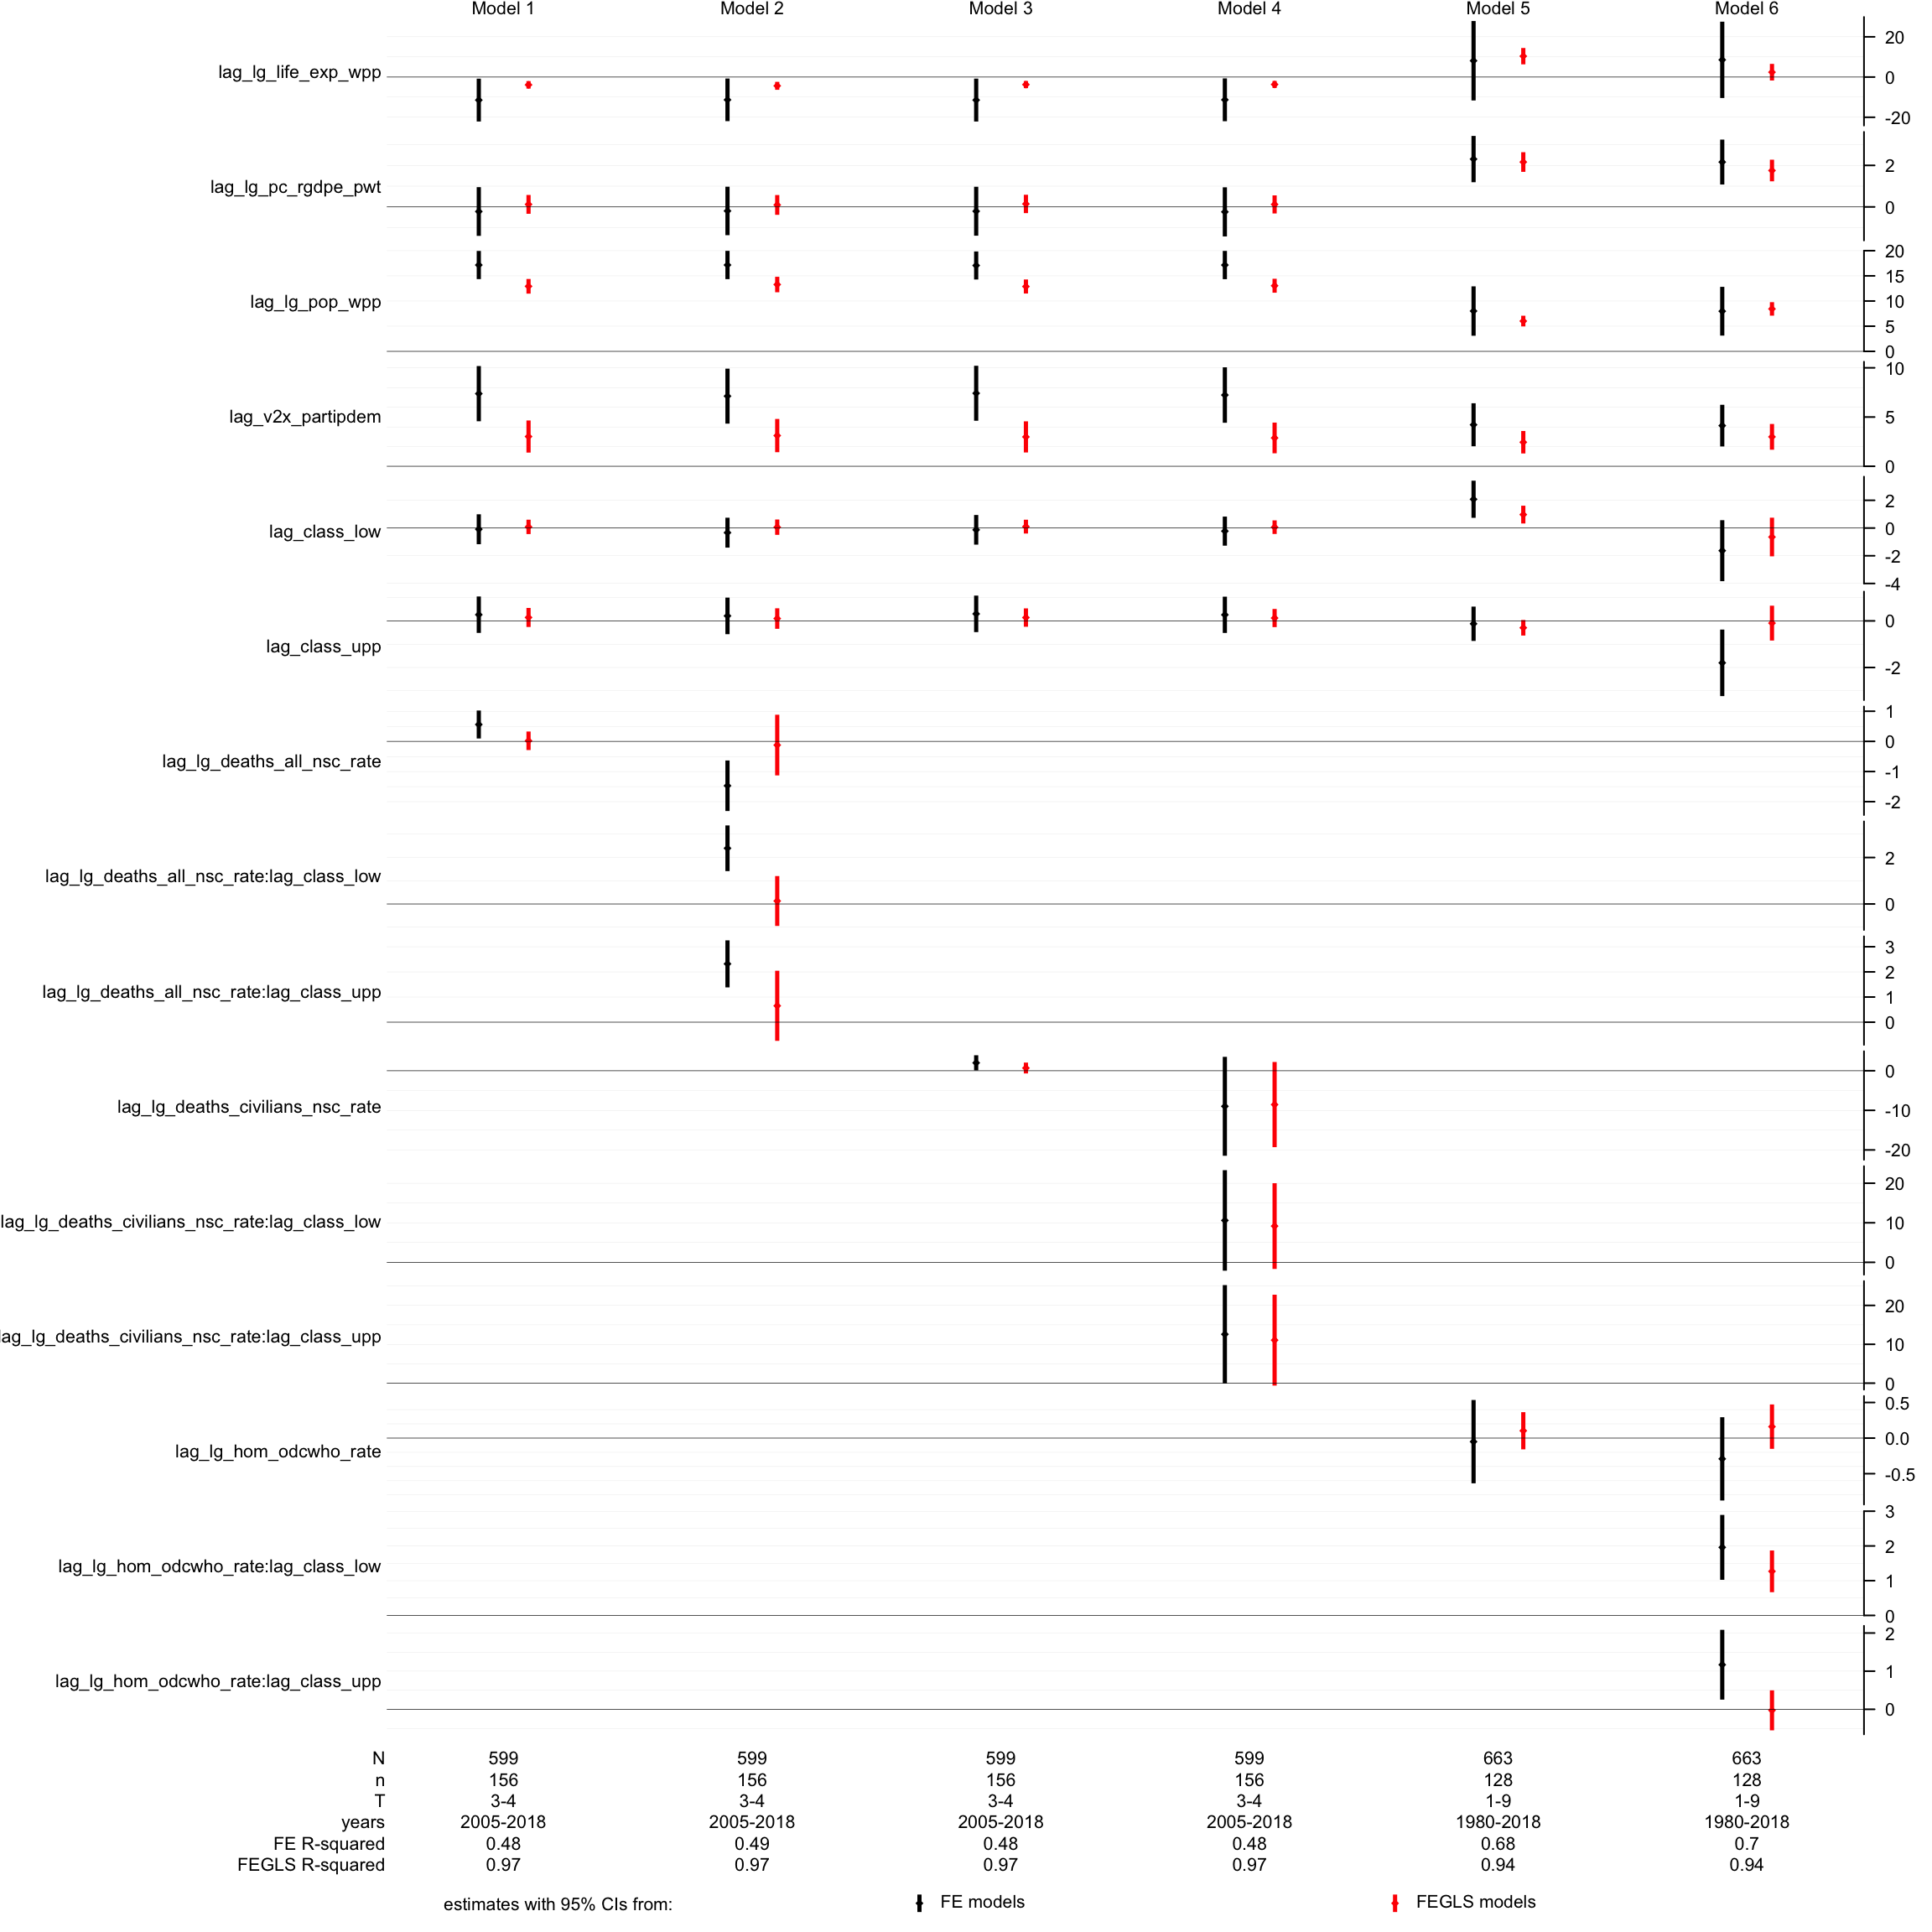 Model 1 Model 2 Model 3 Model 4 Model 5 Model 6
lag_lg_life_exp_wpp
20
0
-20
lag_lg_pc_rgdpe_pwt
2
0
lag_lg_pop_wpp
20
15
10
5
0
lag_v2x_partipdem
10
5
0
lag_class_low
2
0
-2
-4
lag_class_upp
0
-2
lag_lg_deaths_all_nsc_rate
1
0
-1
-2
lag_lg_deaths_all_nsc_rate:lag_class_low
2
0
lag_lg_deaths_all_nsc_rate:lag_class_upp
3
2
1
0
lag_lg_deaths_civilians_nsc_rate
0
-10
-20
lag_lg_deaths_civilians_nsc_rate:lag_class_low
20
10
0
lag_lg_deaths_civilians_nsc_rate:lag_class_upp
20
10
0
lag_lg_hom_odcwho_rate
0.5
0.0
-0.5
lag_lg_hom_odcwho_rate:lag_class_low
3
2
1
0
lag_lg_hom_odcwho_rate:lag_class_upp
2
1
0
N 599 599 599 599 663 663
n 156 156 156 156 128 128
T 3-4 3-4 3-4 3-4 1-9 1-9
years 2005-2018 2005-2018 2005-2018 2005-2018 1980-2018 1980-2018
FE R-squared 0.48 0.49 0.48 0.48 0.68 0.7
FEGLS R-squared 0.97 0.97 0.97 0.97 0.94 0.94
estimates with 95% CIs from: FE models FEGLS models